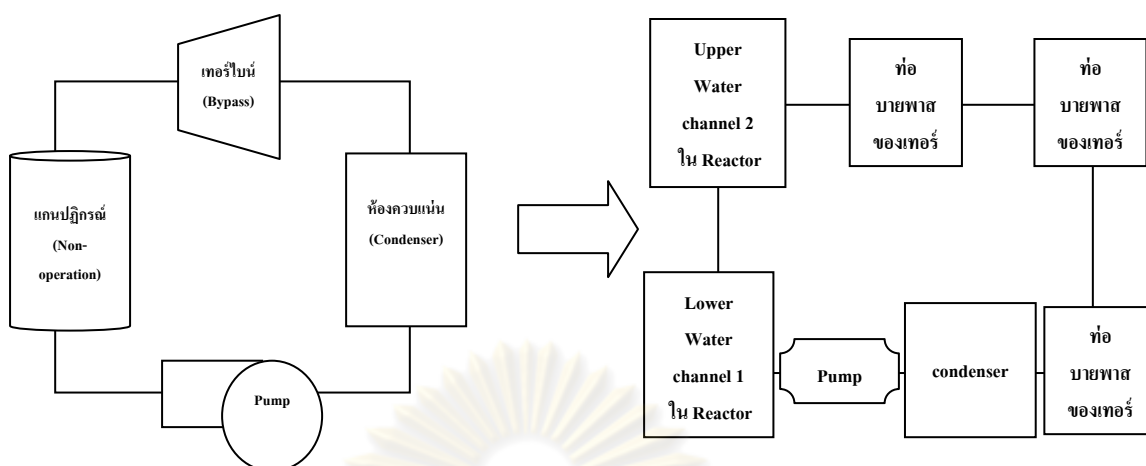 เทอร์ไบน์
(Bypass)
แกนปฏิกรณ์
(Non-
operation)
ห้องควบแน่น
(Condenser)
Pump
Upper
Water
channel 2
ใน Reactor
ท่อ
บายพาส
ของเทอร์
ท่อ
บายพาส
ของเทอร์
Lower
Water
channel 1
ใน Reactor
Pump
condenser
ท่อ
บายพาส
ของเทอร์